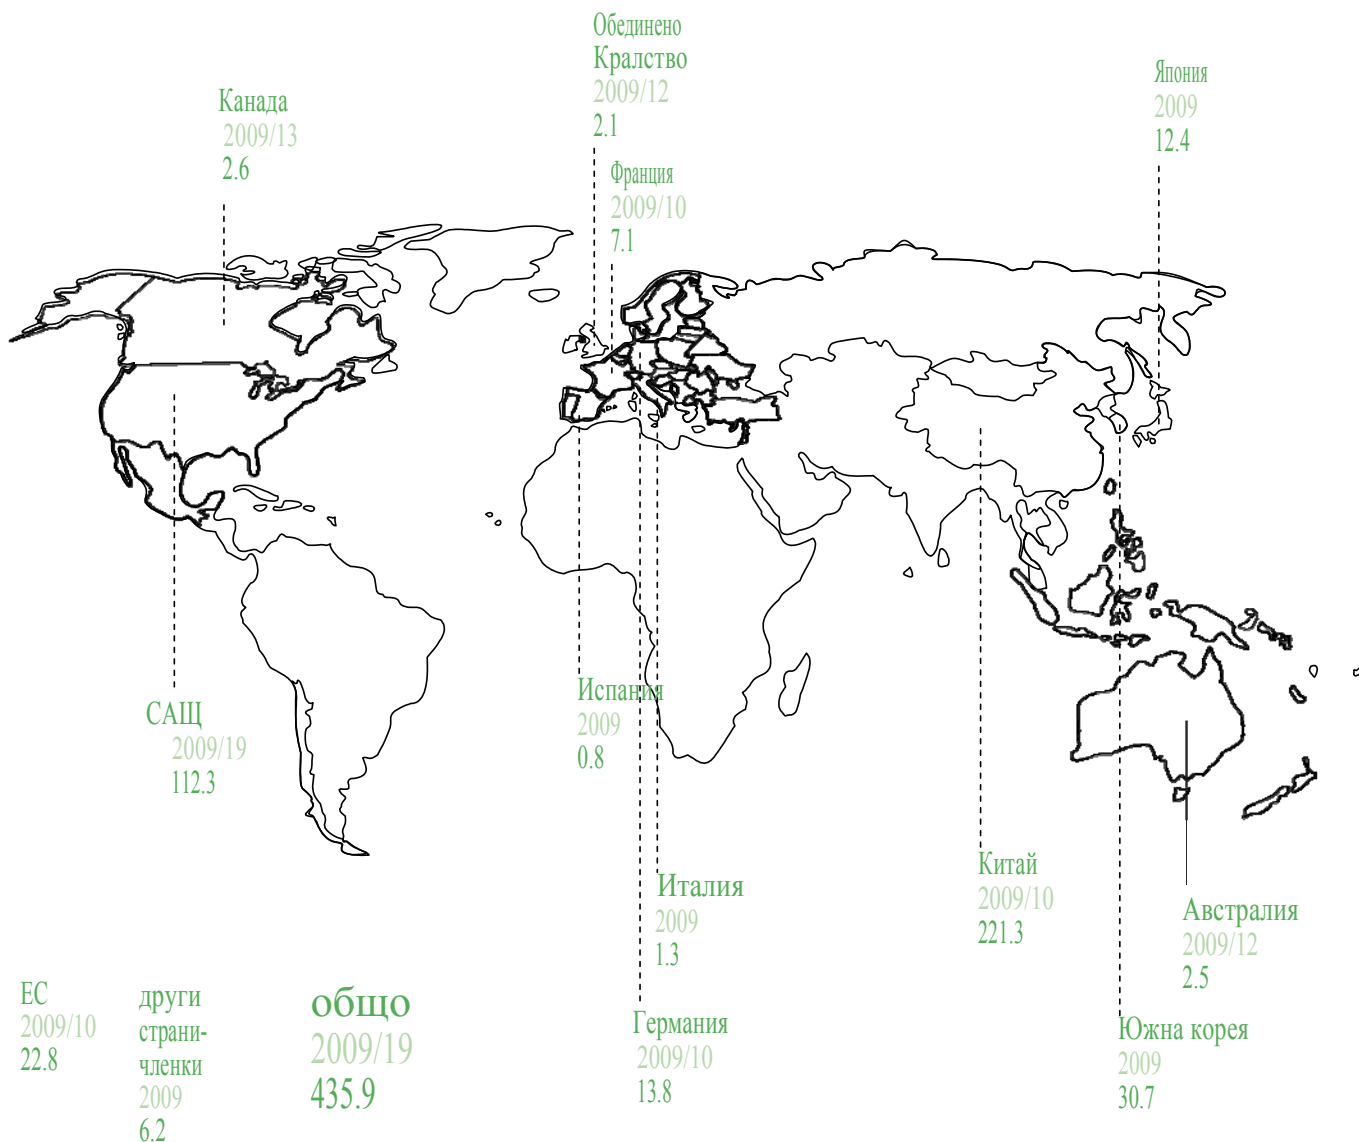 Обединено
Кралство
2009/12
2.1
Япония
2009
12.4
Канада
2009/13
2.6
Франция
2009/10
7.1
САЩ
2009/19
112.3
Испания
2009
0.8
Италия
2009
1.3
Китай
2009/10
221.3
Австралия
2009/12
2.5
ЕС
2009/10
22.8
други
страни-
членки
2009
6.2
общо
2009/19
435.9
Германия
2009/10
13.8
Южна корея
2009
30.7